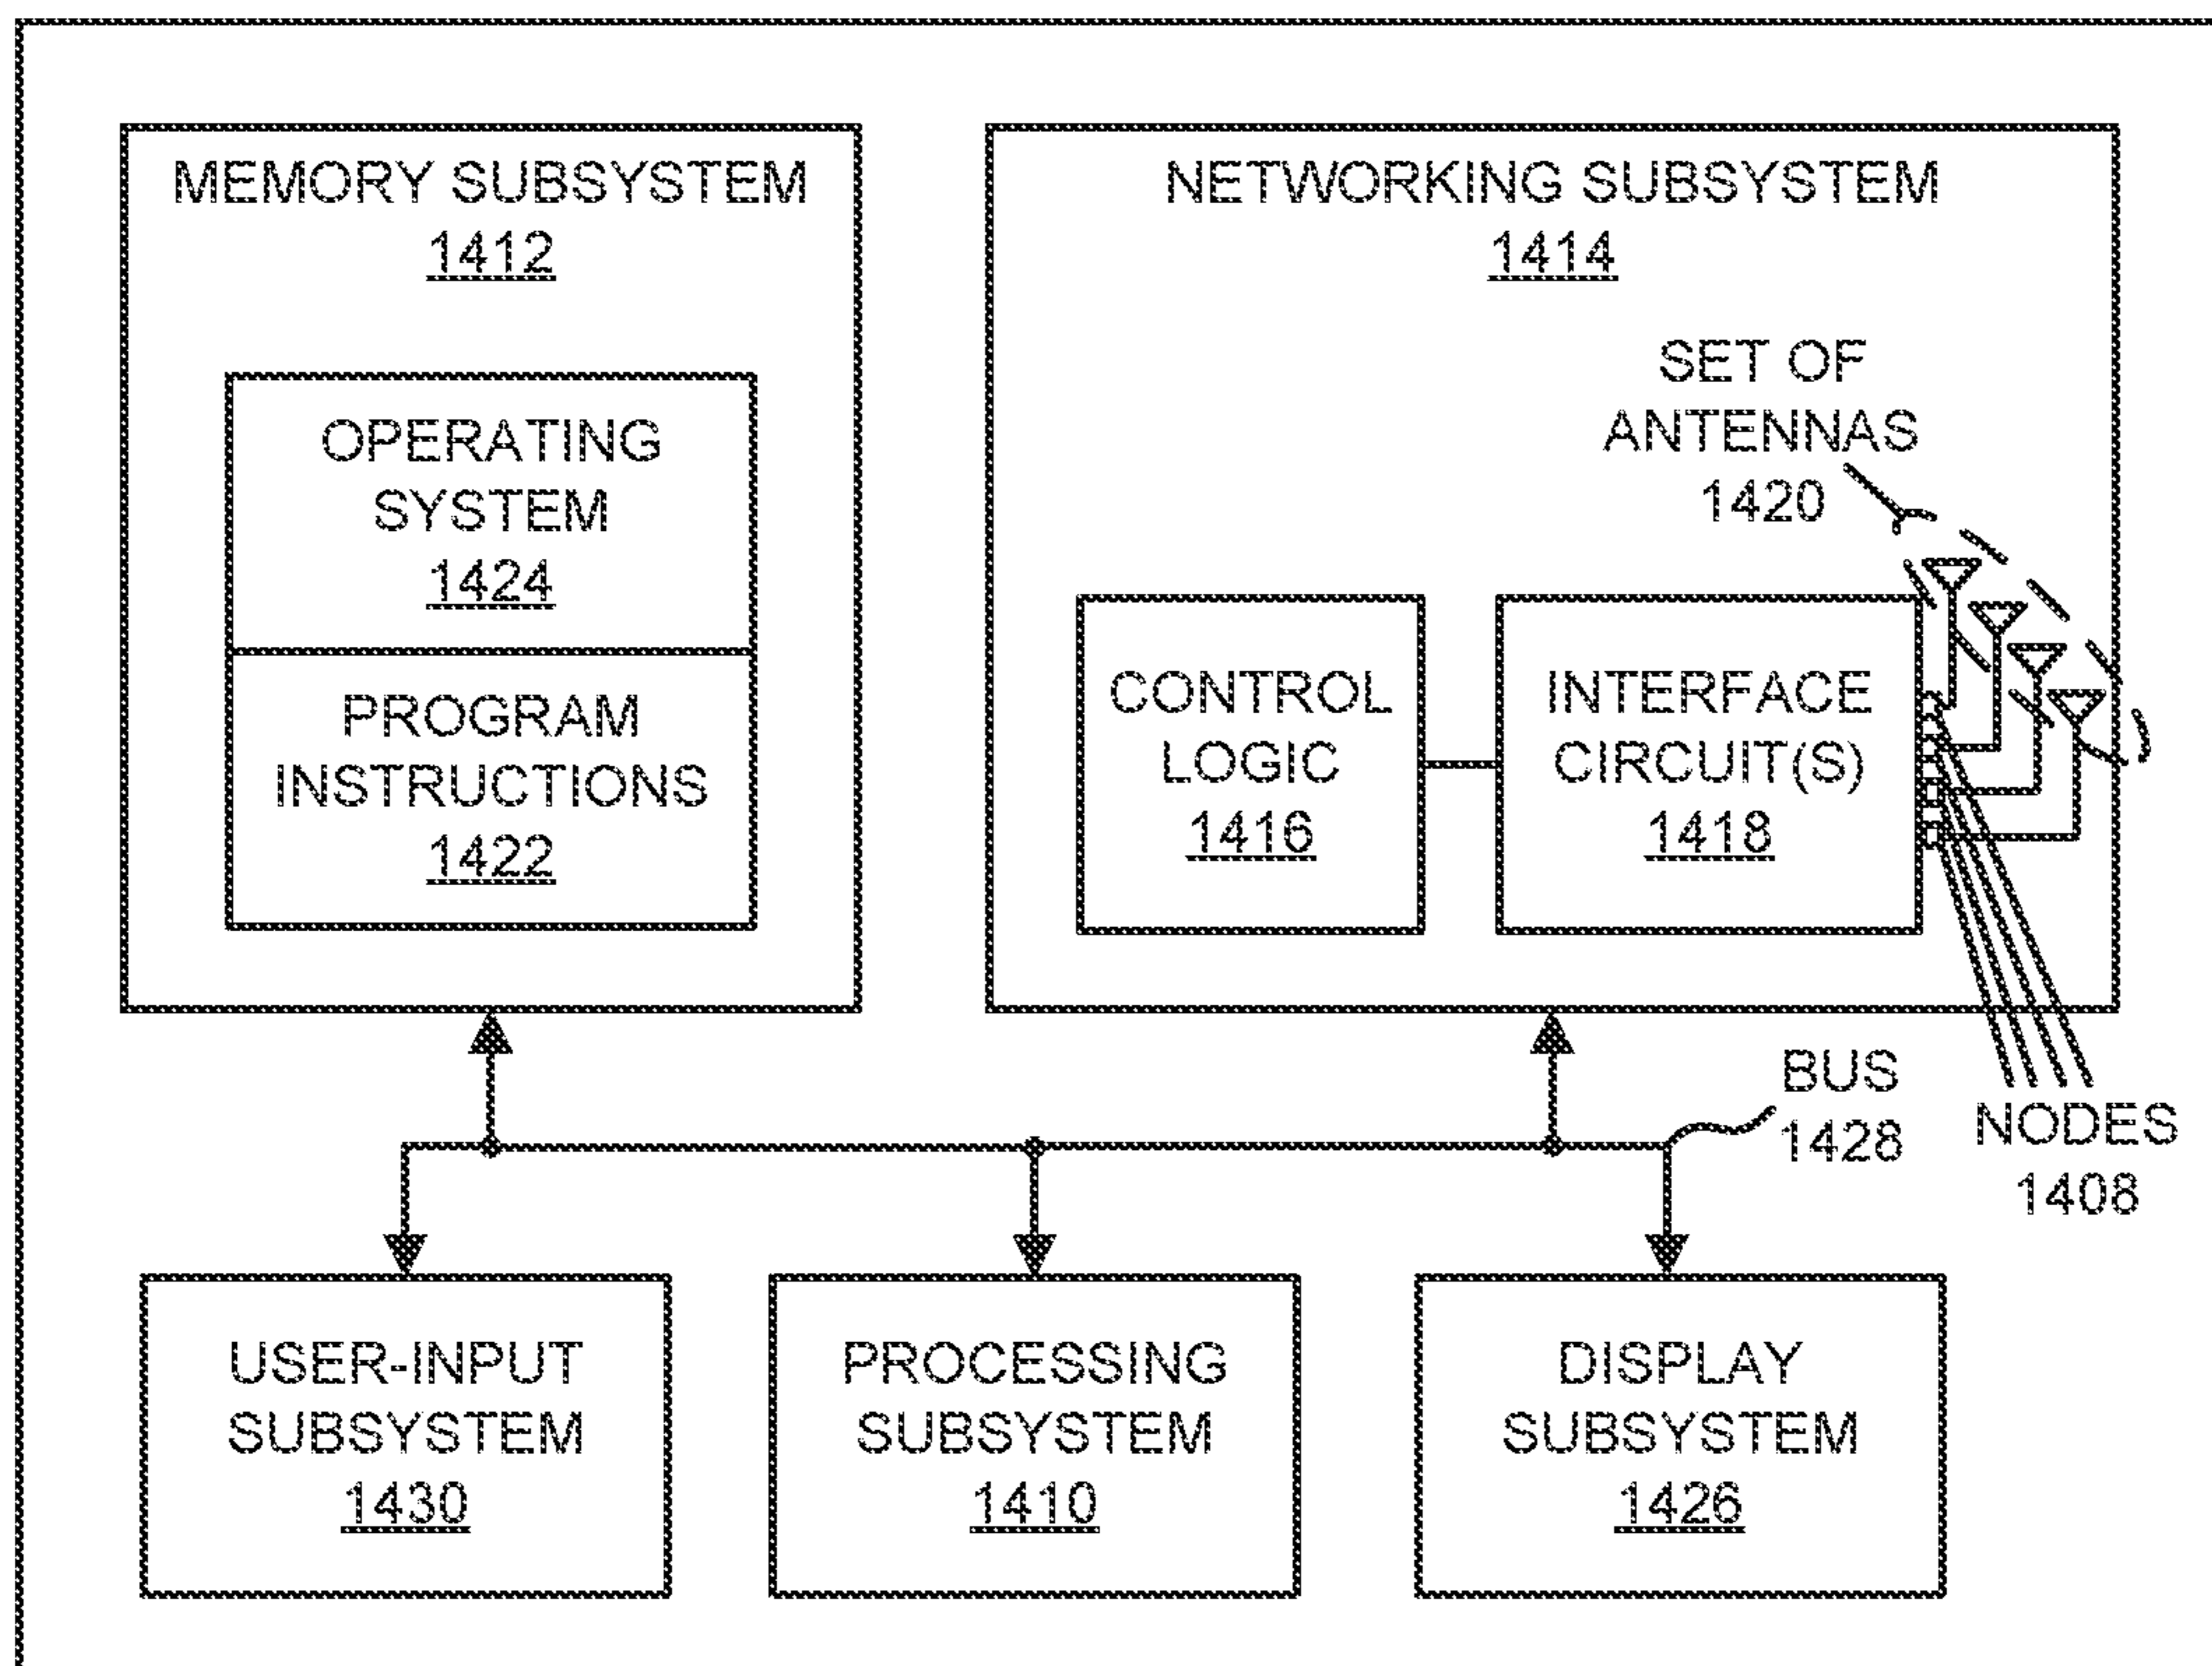 MEMORY SUBSYSTEM
1412
OPERATING
SYSTEM
1424
PROGRAM
INSTRUCTIONS
1422
NETWORKING SUBSYSTEM
1414
SET OF
ANTENNAS
1420
CONTROL
LOGIC
1416
INTERFACE
CIRCUIT(S)
1418
BUS
1428
NODES
1408
USER-INPUT
SUBSYSTEM
1430
PROCESSING
SUBSYSTEM
1410
DISPLAY
SUBSYSTEM
1426